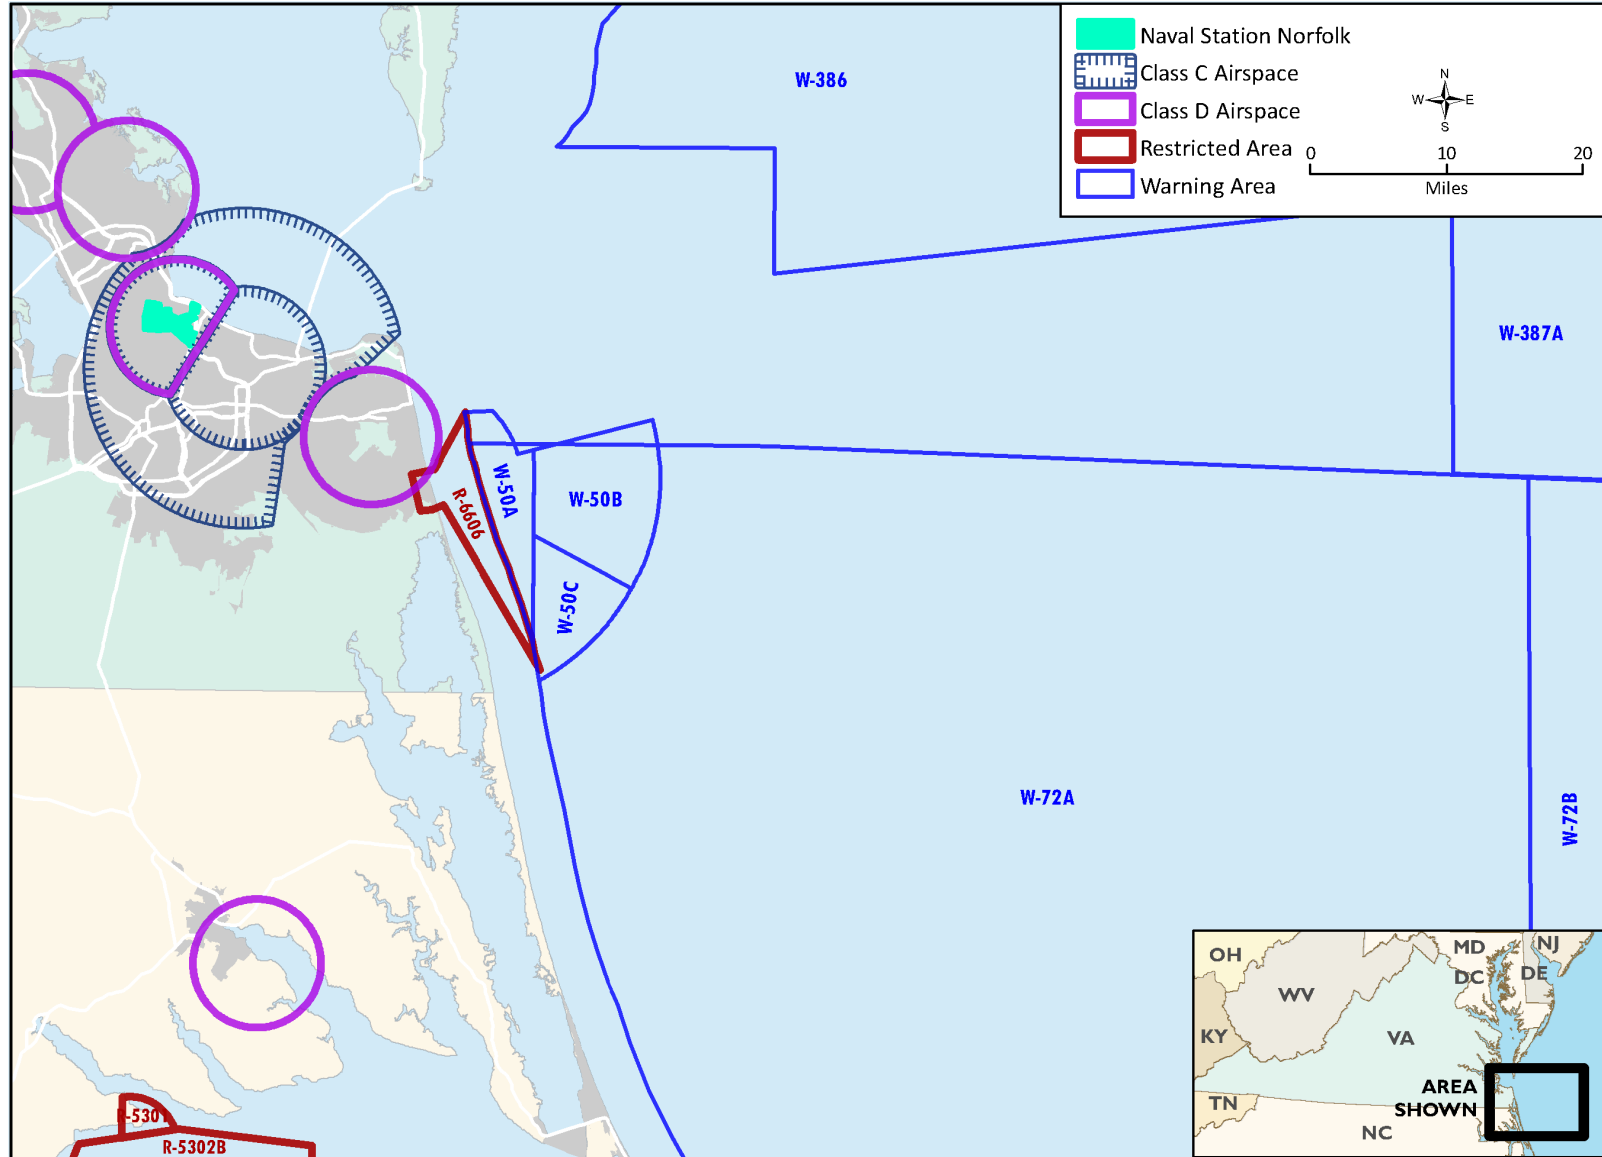 Naval Station Norfolk
Class C Airspace
Class D Airspace
Restricted Area
Warning Area
N
W
E
S
0
10
20
Miles
W-386
W-387A
W-50A
R-6606
W-50B
W-50C
W-72A
W-72B
R-5301
R-5302B
OH
MD
NJ
DC
DE
WV
KY
VA
TN
NC
AREA
SHOWN